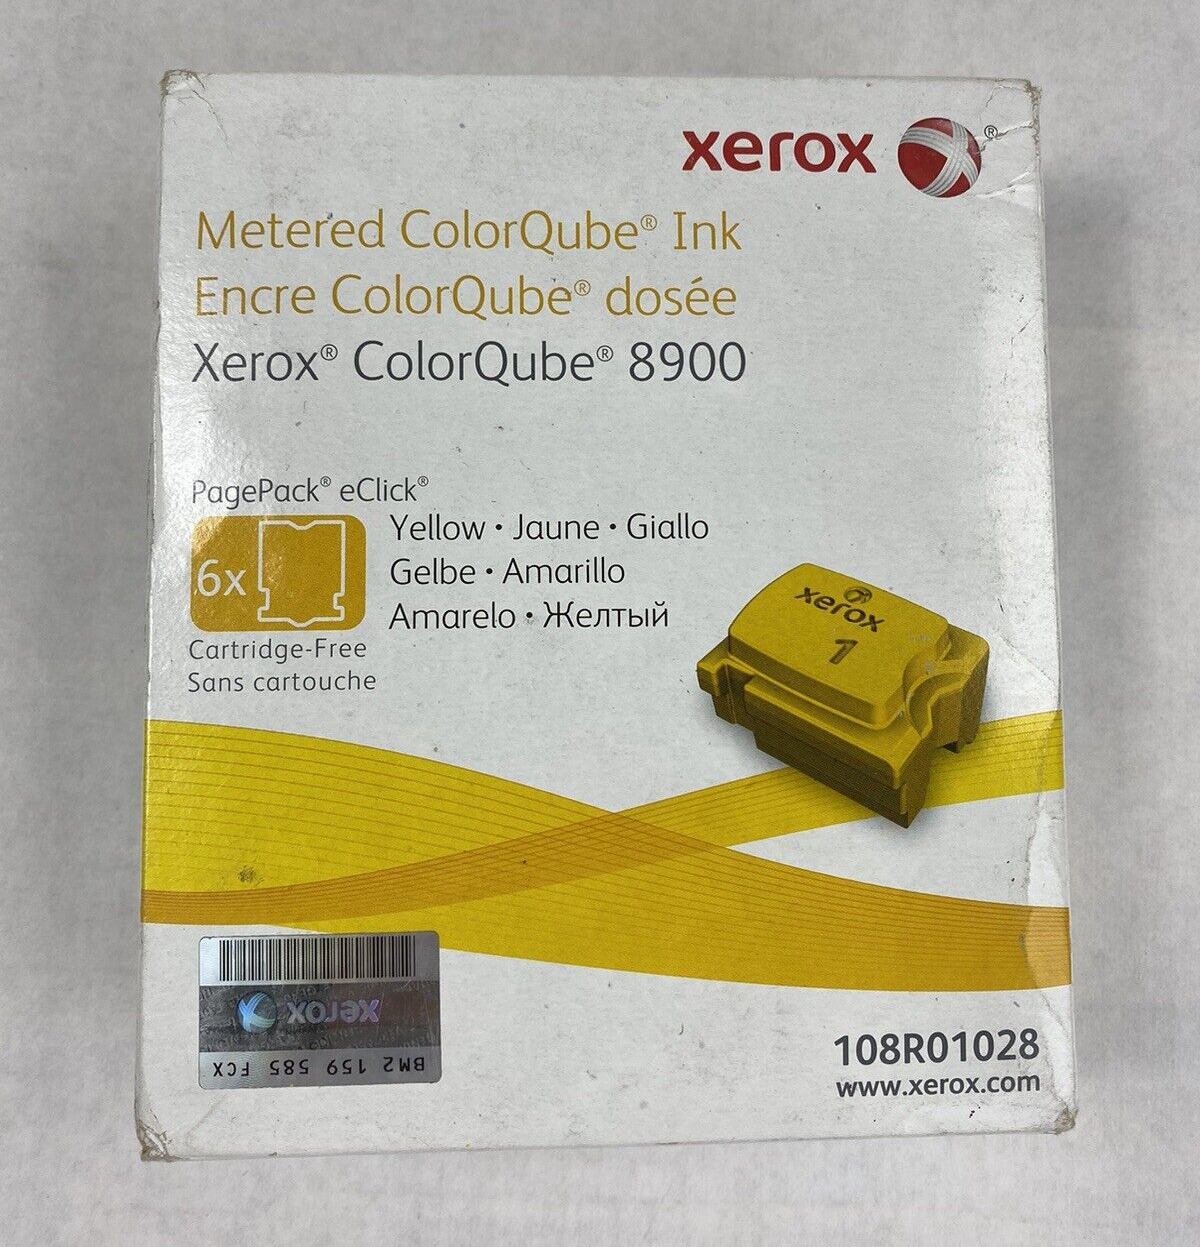 xerox ®
Metered ColorQube® Ink
Encre ColorQube® dosée
Xerox® ColorQube® 8900
PagePack® eClick®
6x
Yellow • Jaune • Giallo
Gelbe • Amarillo
Amarelo • Желтый
Cartridge-Free
Sans cartouche
xerox
1
xerox
BM2 159 585 FCX
108R01028
www.xerox.com